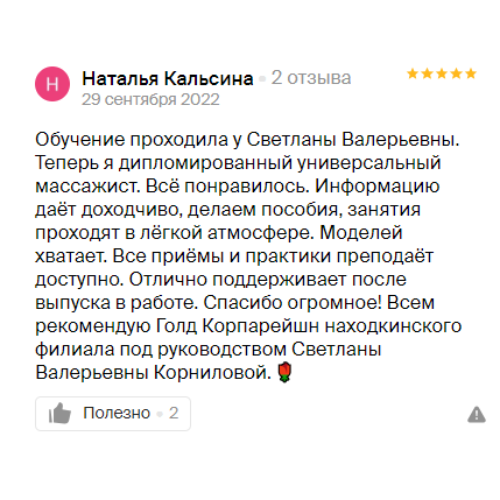 Н
Наталья Кальсина • 2 отзыва
29 сентября 2022
Обучение проходила у Светланы Валерьевны.
Теперь я дипломированный универсальный
массажист. Всё понравилось. Информацию
даёт доходчиво, делаем пособия, занятия
проходят в лёгкой атмосфере. Моделей
хватает. Все приёмы и практики преподаёт
доступно. Отлично поддерживает после
выпуска в работе. Спасибо огромное! Всем
рекомендую Голд Корпарейшн находкинского
филиала под руководством Светланы
Валерьевны Корниловой.🌹
Полезно • 2